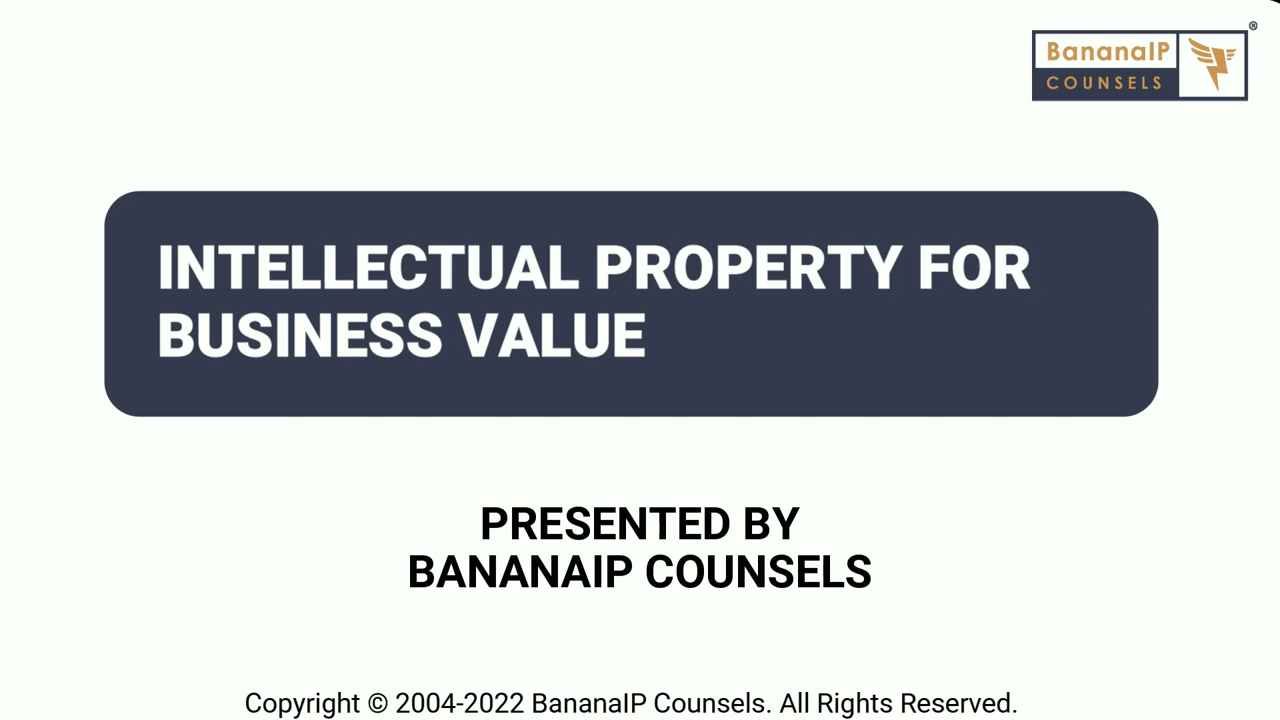 BananaIP
COUNSELS
®
INTELLECTUAL PROPERTY FOR
BUSINESS VALUE
PRESENTED BY
BANANAIP COUNSELS
Copyright © 2004-2022 BananaIP Counsels. All Rights Reserved.